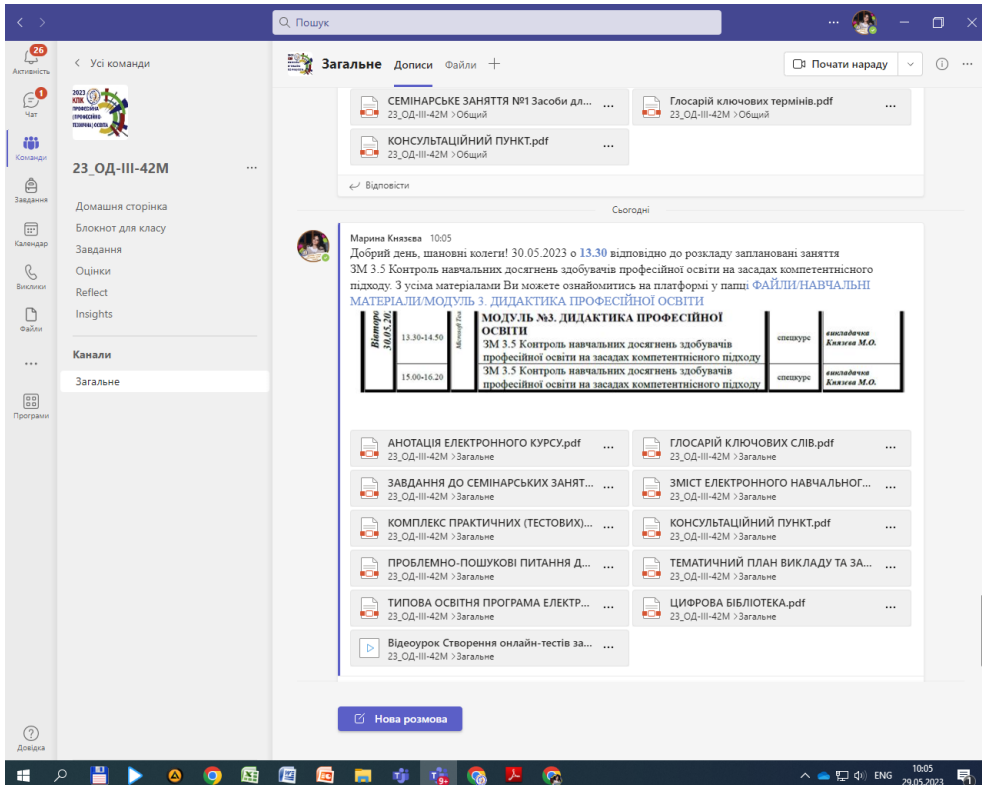 Пошук
26
Активність
Чат
Команди
Завдання
Календар
Виклики
Файли
Програми
Довідка
Усі команди
2023
КПК
ПРОФЕСІЙНА
(ПРОФЕСІЙНО
ТЕХНІЧНА) ОСВІТА
23_ОД-ІІІ-42М
Домашня сторінка
Блокнот для класу
Завдання
Оцінки
Reflect
Insights
Канали
Загальне
Загальне Дописи Файли
Почати нараду
СЕМІНАРСЬКЕ ЗАНЯТТЯ №1 Засоби дл...
23_ОД-ІІІ-42М >Общий
Глосарій ключових термінів.pdf
23_ОД-ІІІ-42М >Общий
КОНСУЛЬТАЦІЙНИЙ ПУНКТ.pdf
23_ОД-ІІІ-42М >Общий
Відповісти
Сьогодні
Марина Князєва 10:05
Добрий день, шановні колеги! 30.05.2023 о 13.30 відповідно до розкладу заплановані заняття
ЗМ 3.5 Контроль навчальних досягнень здобувачів професійної освіти на засадах компетентнісного
підходу. З усіма матеріалами Ви можете ознайомитись на платформі у папці ФАЙЛИ/НАВЧАЛЬНІ
МАТЕРІАЛИ/МОДУЛЬ 3. ДИДАКТИКА ПРОФЕСІЙНОЇ ОСВІТИ
13.30-14.50
МОДУЛЬ №3. ДИДАКТИКА ПРОФЕСІЙНОЇ
ОСВІТИ
ЗМ 3.5 Контроль навчальних досягнень здобувачів
професійної освіти на засадах компетентнісного підходу
спецкурс
викладачка
Князєва М.О.
15.00-16.20
ЗМ 3.5 Контроль навчальних досягнень здобувачів
професійної освіти на засадах компетентнісного підходу
спецкурс
викладачка
Князєва М.О.
АНОТАЦІЯ ЕЛЕКТРОННОГО КУРСУ.pdf
23_ОД-ІІІ-42М >Загальне
ГЛОСАРІЙ КЛЮЧОВИХ СЛІВ.pdf
23_ОД-ІІІ-42М >Загальне
ЗАВДАННЯ ДО СЕМІНАРСЬКИХ ЗАНЯТ...
23_ОД-ІІІ-42М >Загальне
ЗМІСТ ЕЛЕКТРОННОГО НАВЧАЛЬНОГ...
23_ОД-ІІІ-42М >Загальне
КОМПЛЕКС ПРАКТИЧНИХ (ТЕСТОВИХ)...
23_ОД-ІІІ-42М >Загальне
КОНСУЛЬТАЦІЙНИЙ ПУНКТ.pdf
23_ОД-ІІІ-42М >Загальне
ПРОБЛЕМНО-ПОШУКОВІ ПИТАННЯ Д...
23_ОД-ІІІ-42М >Загальне
ТЕМАТИЧНИЙ ПЛАН ВИКЛАДУ ТА ЗА...
23_ОД-ІІІ-42М >Загальне
ТИПОВА ОСВІТНЯ ПРОГРАМА ЕЛЕКТР...
23_ОД-ІІІ-42М >Загальне
ЦИФРОВА БІБЛІОТЕКА.pdf
23_ОД-ІІІ-42М >Загальне
Відеоурок Створення онлайн-тестів за...
23_ОД-ІІІ-42М >Загальне
Нова розмова
ENG
10:05
29.05.2023